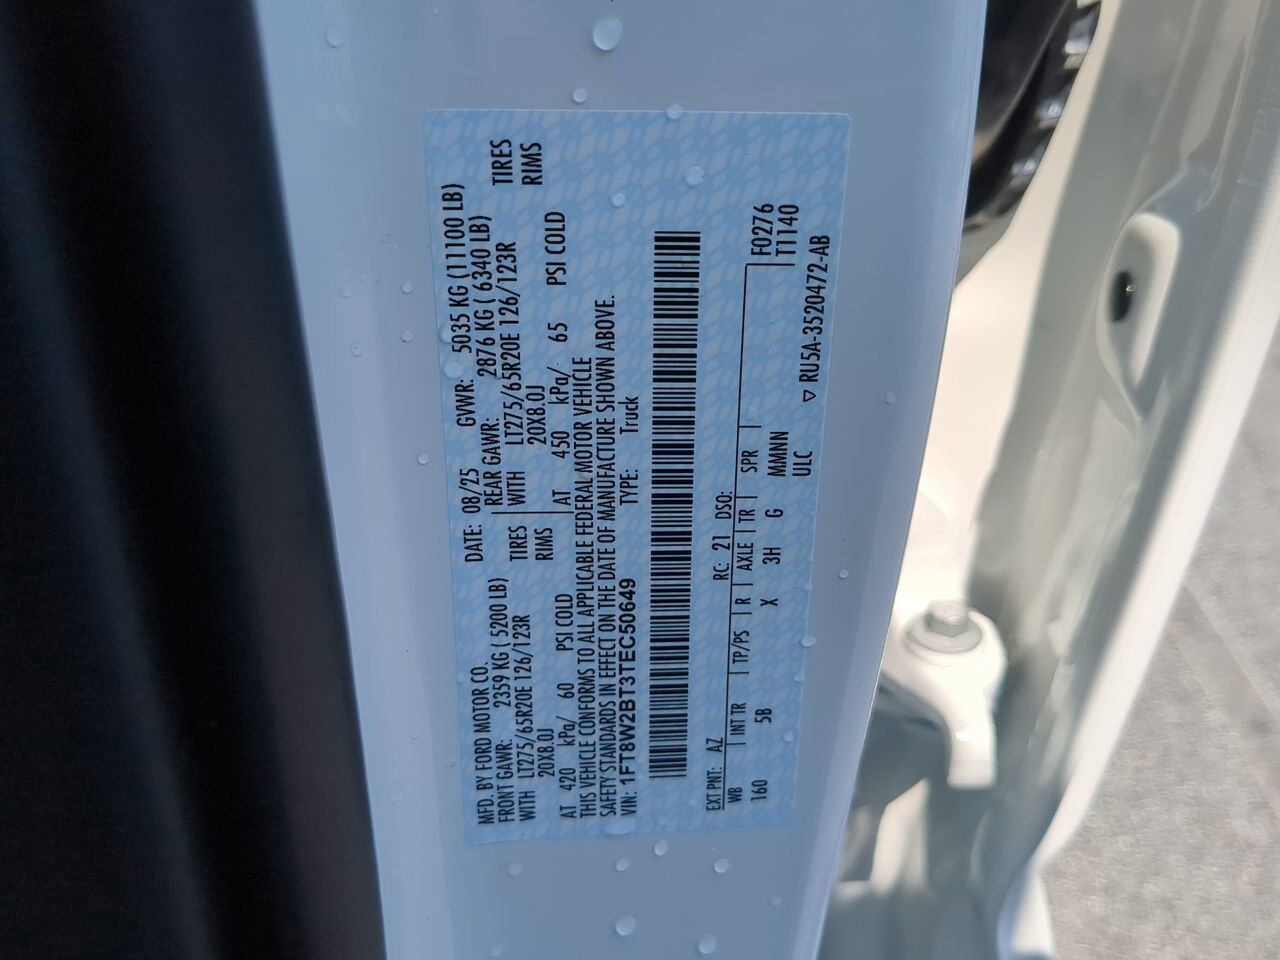 MFD. BY FORD MOTOR CO.
DATE: 08/25 GVWR: 5035 KG (11100 LB)
FRONT GAWR: 2359 KG ( 5200 LB) REAR GAWR: 2876 KG ( 6340 LB)
WITH LT275/65R20E 126/123R TIRES WITH LT275/65R20E 126/123R TIRES
20X8.0J RIMS 20X8.0J RIMS
AT 420 kPa/ 60 PSI COLD AT 450 kPa/ 65 PSI COLD
THIS VEHICLE CONFORMS TO ALL APPLICABLE FEDERAL MOTOR VEHICLE
SAFETY STANDARDS IN EFFECT ON THE DATE OF MANUFACTURE SHOWN ABOVE.
VIN: 1FT8W2BT3TEC50649 TYPE: Truck
EXT PNT: AZ RC: 21 DSO: F0276
WB INT TR TP/PS R AXLE TR SPR T1140
160 5B X 3H G MMNN
ULC
▽ RU5A-3520472-AB